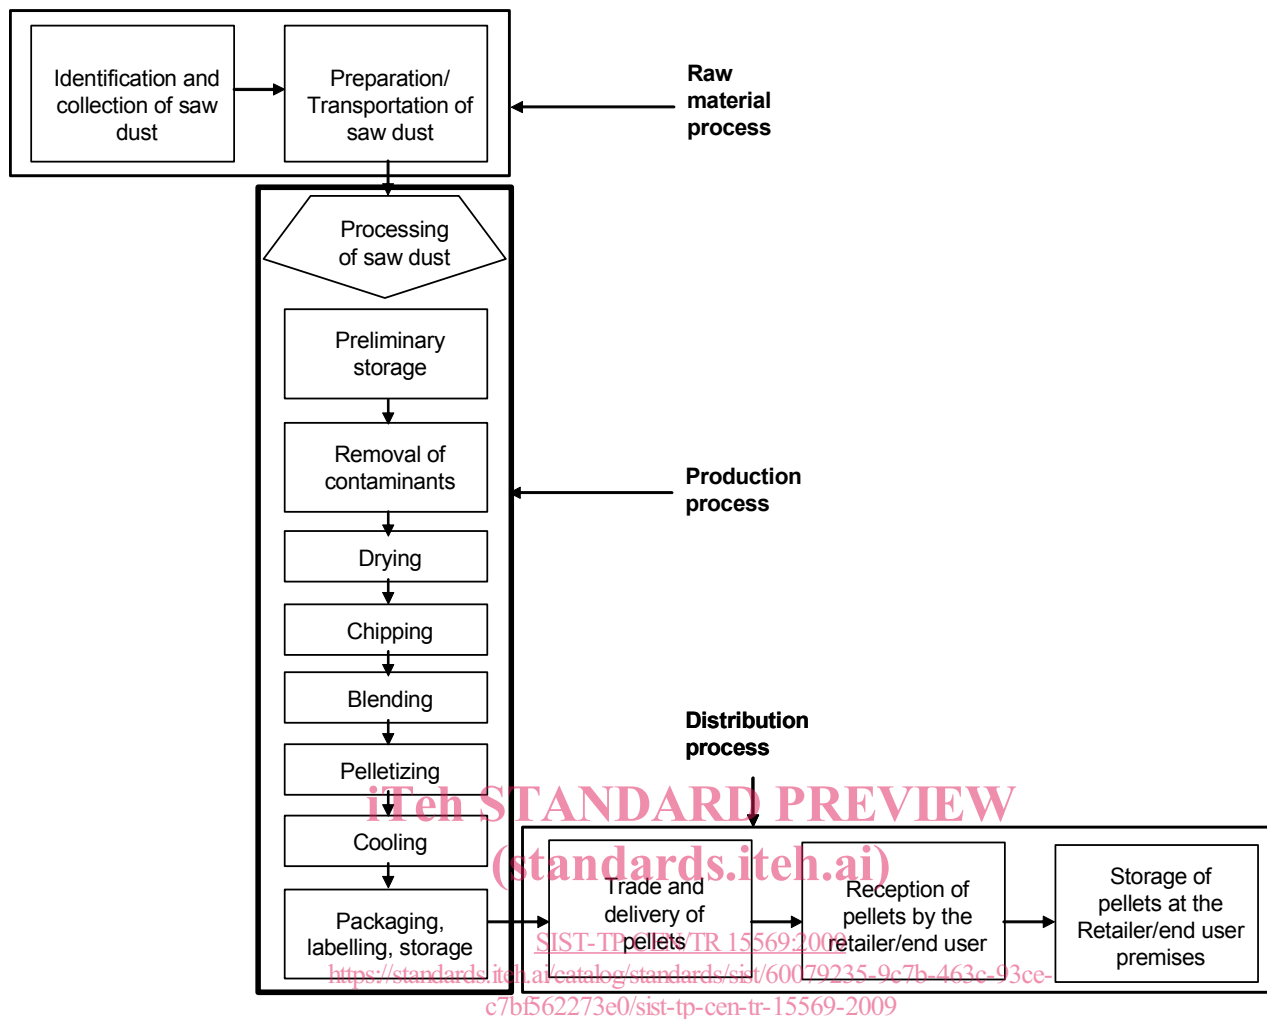 Identification and
collection of saw
dust
Preparation/
Transportation of
saw dust
Raw
material
process
Processing
of saw dust
Preliminary
storage
Removal of
contaminants
Production
process
Drying
Chipping
Blending
Pelletizing
Cooling
Packaging,
labelling, storage
Distribution
process
Trade and
delivery of
pellets
Reception of
pellets by the
retailer/end user
Storage of
pellets at the
Retailer/end user
premises
iTeh STANDARD PREVIEW
(standards.iteh.ai)
SIST-TP CEN/TR 15569:2009
https://standards.iteh.ai/catalog/standards/sist/60079235-9c7b-463c-93ce-
c7bf562273e0/sist-tp-cen-tr-15569-2009